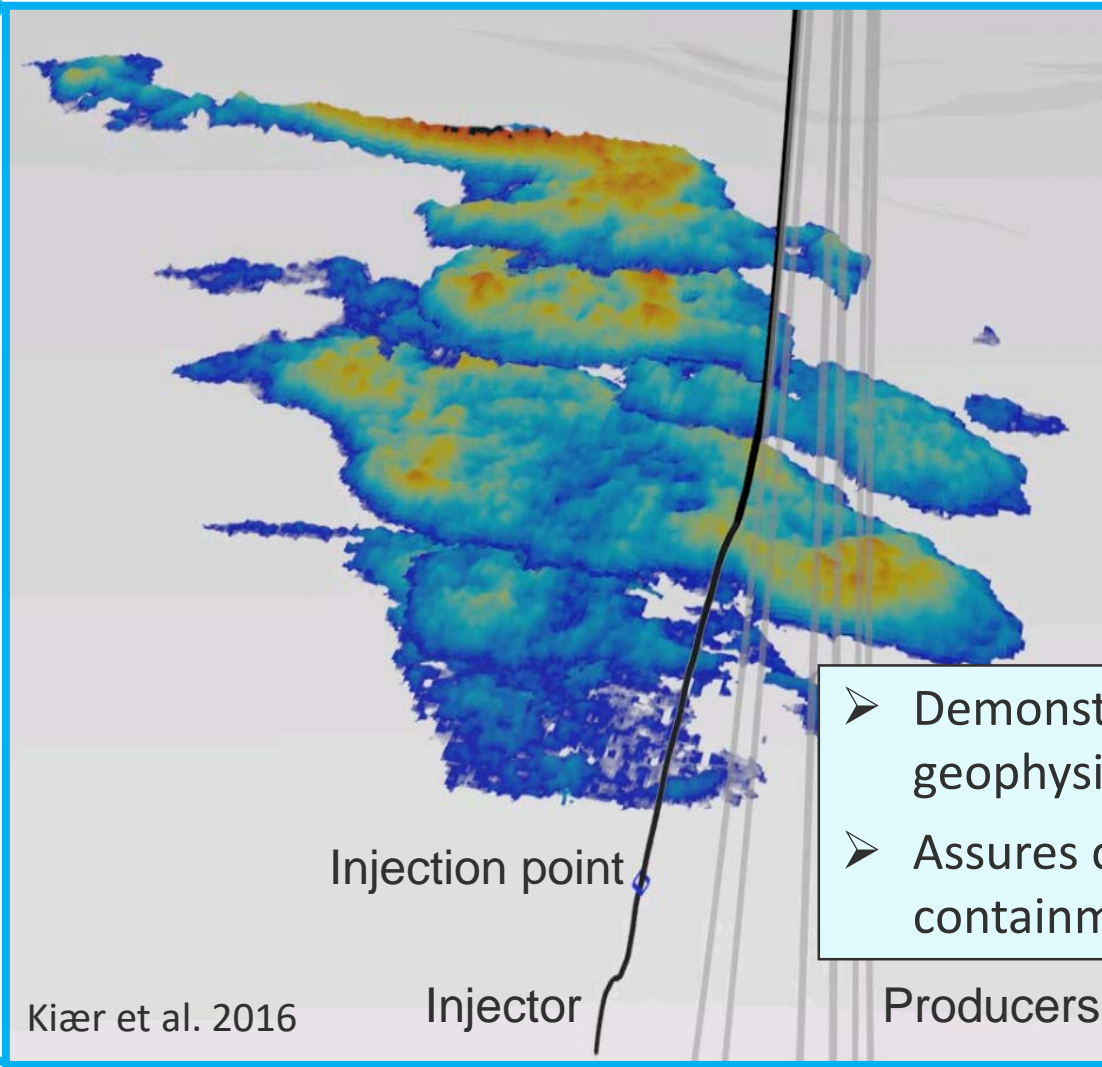 ➢ Demonst
geophysi
➢ Assures
containm
Injection point
Injector
Producers
Kiær et al. 2016